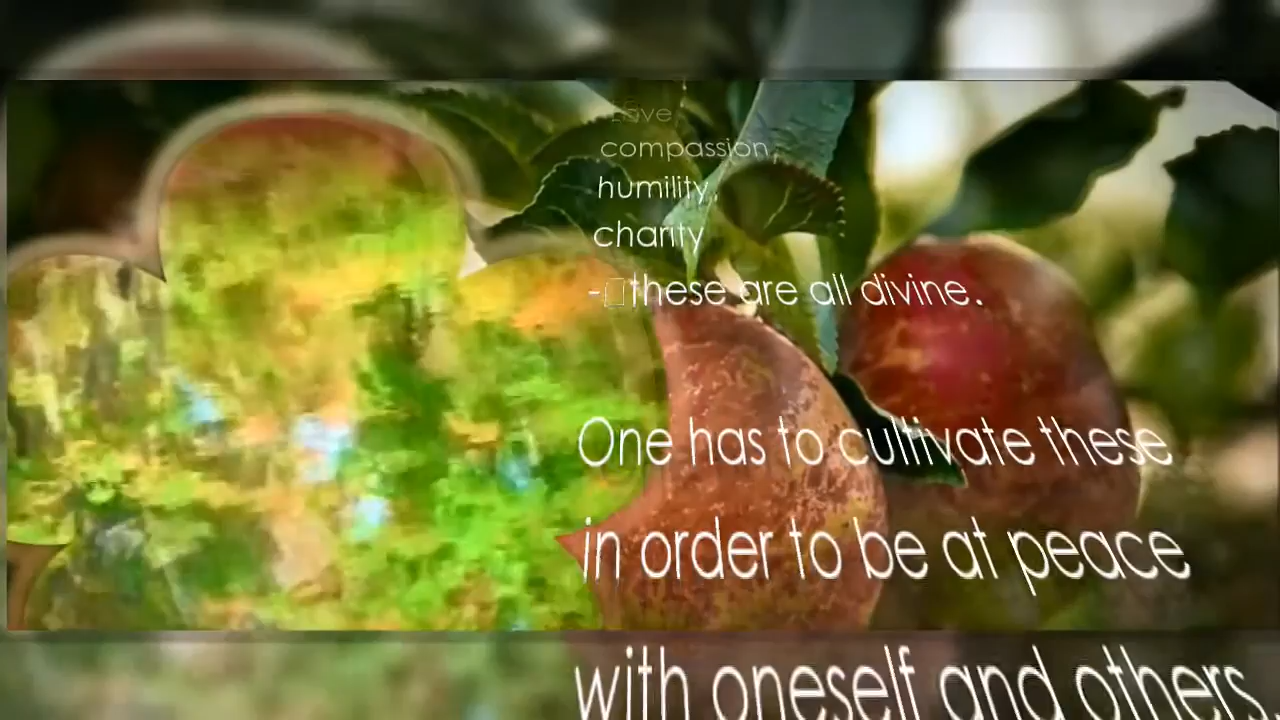 Love
compassion,
humility,
charity
-□these are all divine.
One has to cultivate these
in order to be at peace
with oneself and others.